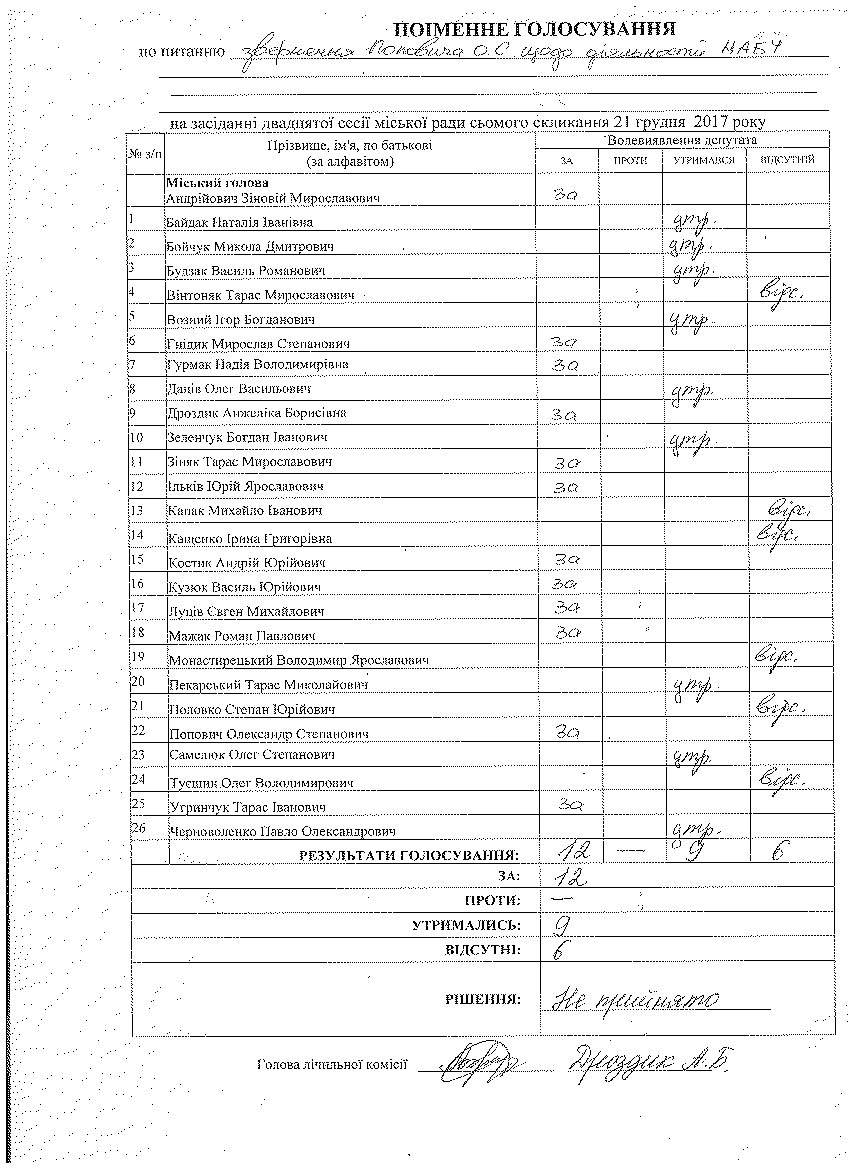 ПОІМЕННЕ ГОЛОСУВАННЯ
по питанню звернення Поповича О.С щодо діяльності НАБУ
на засіданні двадцятої сесії міської ради сьомого скликання 21 грудня 2017 року
№ з/п Прізвище, ім'я, по батькові (за алфавітом) Волевиявлення депутата
ЗА ПРОТИ УТРИМАВСЯ ВІДСУТНІЙ
Міський голова
Андрійович Зіновій Мирославович за
1 Байдак Наталія Іванівна утр.
2 Бойчук Микола Дмитрович утр.
3 Будзак Василь Романович утр.
4 Вінтоняк Тарас Мирославович відс.
5 Возний Ігор Богданович утр.
6 Гнідик Мирослав Степанович за
7 Гурмак Надія Володимирівна за
8 Даців Олег Васильович утр.
9 Дроздик Анжеліка Борисівна за
10 Зеленчук Богдан Іванович утр.
11 Зіняк Тарас Мирославович за
12 Ільків Юрій Ярославович за
13 Капак Михайло Іванович відс.
14 Кащенко Ірина Григорівна відс.
15 Костик Андрій Юрійович за
16 Кузюк Василь Юрійович за
17 Луців Євген Михайлович за
18 Мажак Роман Павлович за
19 Монастирецький Володимир Ярославович відс.
20 Пекарський Тарас Миколайович утр.
21 Половко Степан Юрійович відс.
22 Попович Олександр Степанович за
23 Самелюк Олег Степанович утр.
24 Туєшин Олег Володимирович відс.
25 Угринчук Тарас Іванович за
26 Черноволенко Павло Олександрович утр.
РЕЗУЛЬТАТИ ГОЛОСУВАННЯ: 12 — 9 6
ЗА: 12
ПРОТИ: —
УТРИМАЛИСЬ: 9
ВІДСУТНІ: 6
РІШЕННЯ: Не прийнято
Голова лічильної комісії Дроздик А.Б.